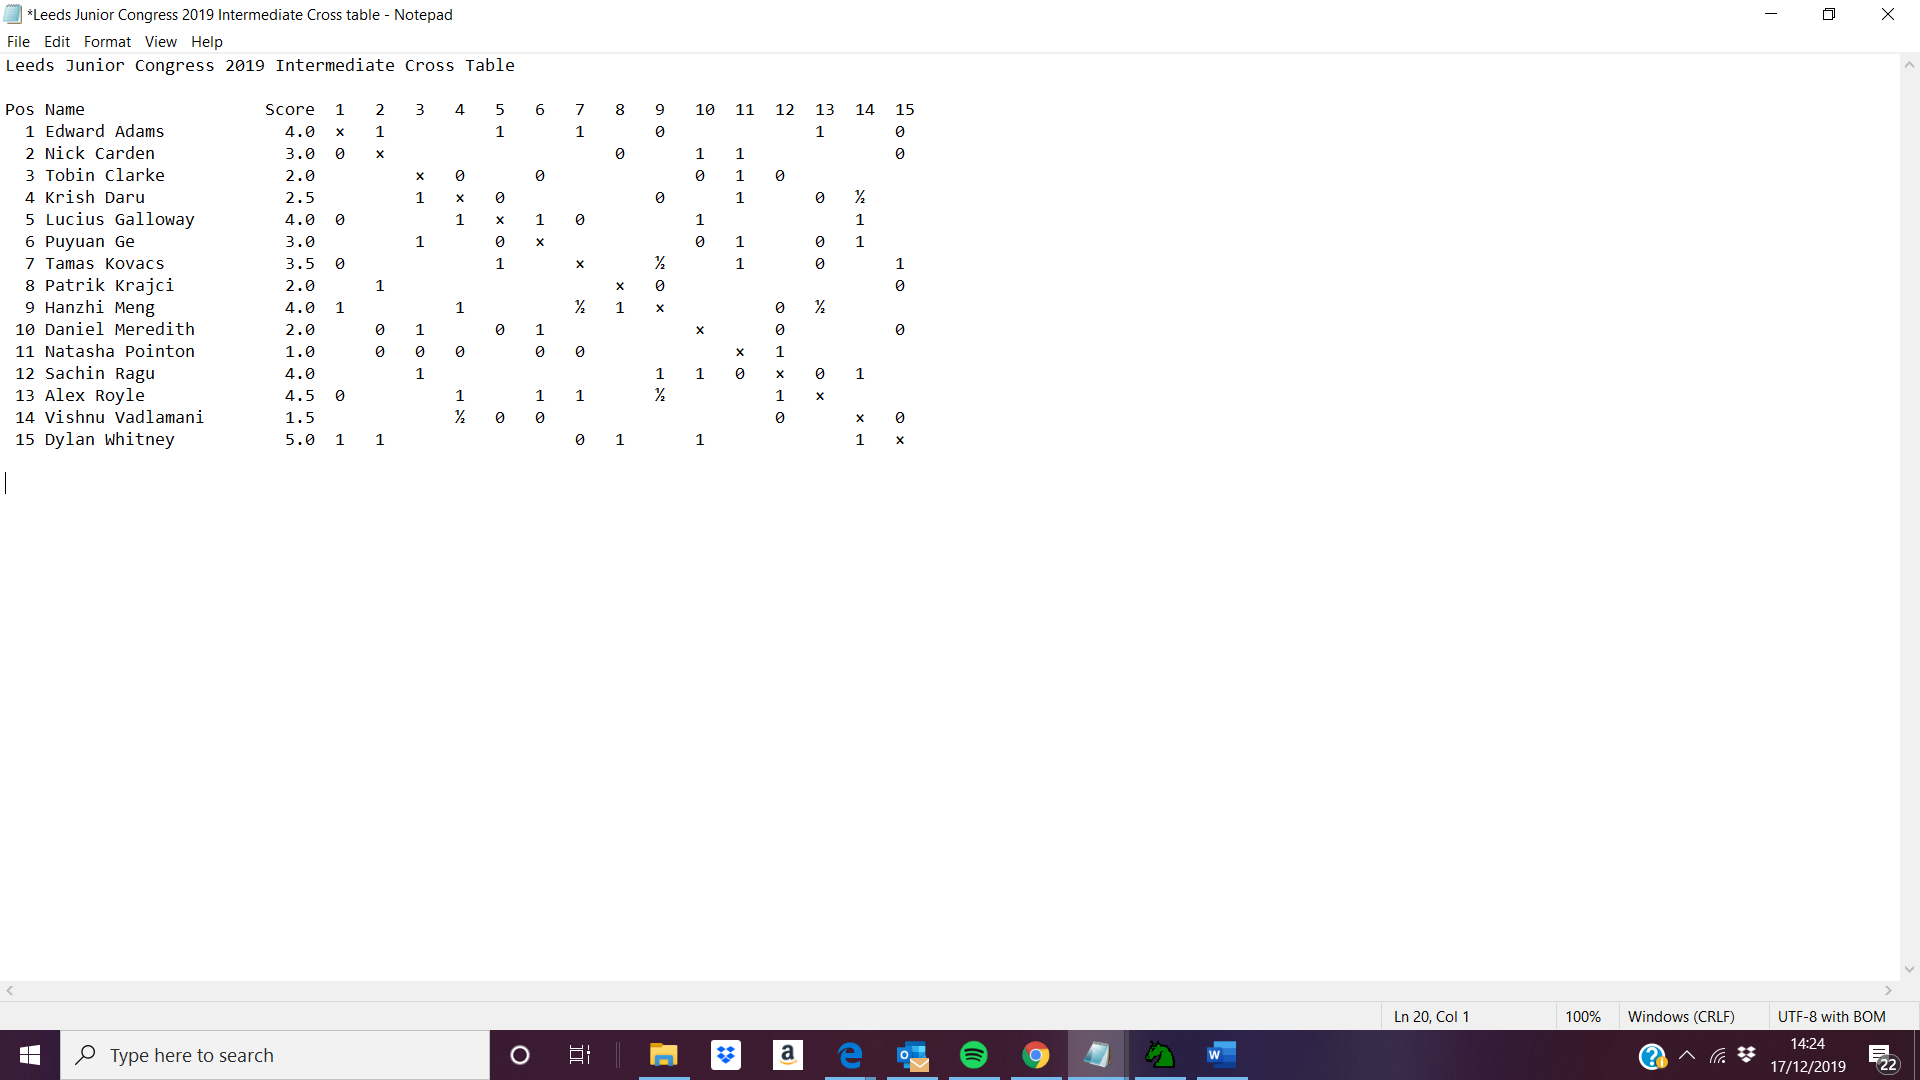 *Leeds Junior Congress 2019 Intermediate Cross table - Notepad
File Edit Format View Help
Leeds Junior Congress 2019 Intermediate Cross Table
Pos Name                  Score  1   2   3   4   5   6   7   8   9   10  11  12  13  14  15
  1 Edward Adams            4.0  ×   1           1       1       0               1       0
  2 Nick Carden             3.0  0   ×                       0       1   1               0
  3 Tobin Clarke            2.0          ×   0       0               0   1   0
  4 Krish Daru              2.5          1   ×   0               0       1       0   ½
  5 Lucius Galloway         4.0  0           1   ×   1   0           1               1
  6 Puyuan Ge               3.0          1       0   ×               0   1       0   1
  7 Tamas Kovacs            3.5  0               1       ×       ½       1       0       1
  8 Patrik Krajci           2.0      1                       ×   0                       0
  9 Hanzhi Meng             4.0  1           1           ½   1   ×           0   ½
 10 Daniel Meredith         2.0      0   1       0   1               ×       0           0
 11 Natasha Pointon         1.0      0   0   0       0   0               ×   1
 12 Sachin Ragu             4.0          1                       1   1   0   ×   0   1
 13 Alex Royle              4.5  0           1       1   1       ½           1   ×
 14 Vishnu Vadlamani        1.5              ½   0   0                       0       ×   0
 15 Dylan Whitney           5.0  1   1                   0   1       1               1   ×
Ln 20, Col 1 100% Windows (CRLF) UTF-8 with BOM
Type here to search
14:24
17/12/2019
22